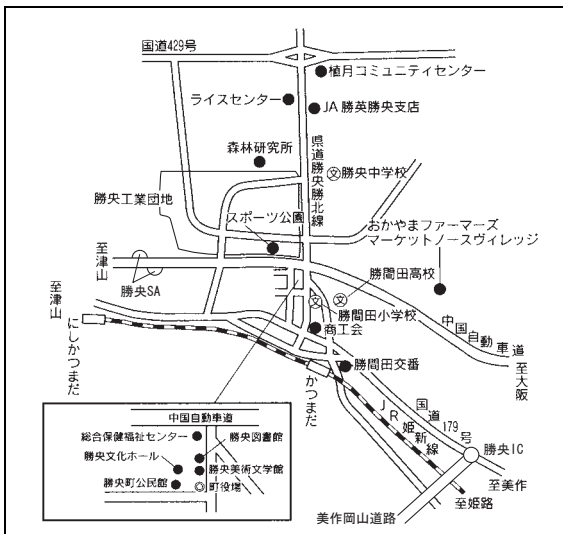 国道429号
植月コミュニティセンター
ライスセンター
JA 勝英勝央支店
森林研究所
県道勝央勝北線
文 勝央中学校
勝央工業団地
スポーツ公園
おかやまファーマーズ
マーケットノースヴィレッジ
至津山
勝央SA
文
勝間田高校
至津山
文
勝間田小学校
商工会
中国自動車道
至大阪
にしかつまだ
かつまだ
勝間田交番
国道179号
JR姫新線
勝央IC
至美作
至姫路
美作岡山道路
中国自動車道
総合保健福祉センター
勝央図書館
勝央文化ホール
勝央美術文学館
勝央町公民館
町役場